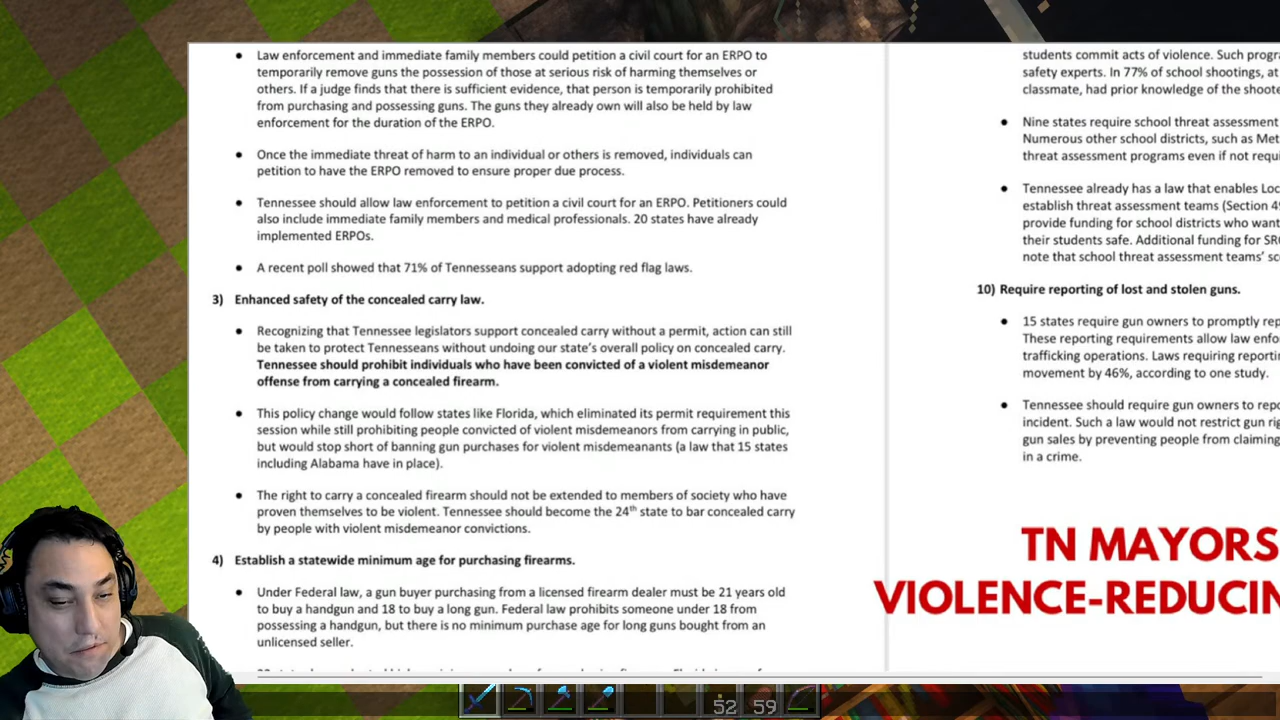 Law enforcement and immediate family members could petition a civil court for an ERPO to
temporarily remove guns the possession of those at serious risk of harming themselves or
others. If a judge finds that there is sufficient evidence, that person is temporarily prohibited
from purchasing and possessing guns. The guns they already own will also be held by law
enforcement for the duration of the ERPO.
Once the immediate threat of harm to an individual or others is removed, individuals can
petition to have the ERPO removed to ensure proper due process.
Tennessee should allow law enforcement to petition a civil court for an ERPO. Petitioners could
also include immediate family members and medical professionals. 20 states have already
implemented ERPOs.
A recent poll showed that 71% of Tennesseans support adopting red flag laws.
3) Enhanced safety of the concealed carry law.
Recognizing that Tennessee legislators support concealed carry without a permit, action can still
be taken to protect Tennesseans without undoing our state's overall policy on concealed carry.
Tennessee should prohibit individuals who have been convicted of a violent misdemeanor
offense from carrying a concealed firearm.
This policy change would follow states like Florida, which eliminated its permit requirement this
session while still prohibiting people convicted of violent misdemeanors from carrying in public,
but would stop short of banning gun purchases for violent misdemeanants (a law that 15 states
including Alabama have in place).
The right to carry a concealed firearm should not be extended to members of society who have
proven themselves to be violent. Tennessee should become the 24th state to bar concealed carry
by people with violent misdemeanor convictions.
4) Establish a statewide minimum age for purchasing firearms.
Under Federal law, a gun buyer purchasing from a licensed firearm dealer must be 21 years old
to buy a handgun and 18 to buy a long gun. Federal law prohibits someone under 18 from
possessing a handgun, but there is no minimum purchase age for long guns bought from an
unlicensed seller.
students commit acts of violence. Such progra
safety experts. In 77% of school shootings, at
classmate, had prior knowledge of the shoote
Nine states require school threat assessment
Numerous other school districts, such as Met
threat assessment programs even if not requi
Tennessee already has a law that enables Loc
establish threat assessment teams (Section 49
provide funding for school districts who want
their students safe. Additional funding for SR
note that school threat assessment teams' sc
10) Require reporting of lost and stolen guns.
15 states require gun owners to promptly rep
These reporting requirements allow law enfo
trafficking operations. Laws requiring reporti
movement by 46%, according to one study.
Tennessee should require gun owners to repo
incident. Such a law would not restrict gun rig
gun sales by preventing people from claiming
in a crime.
TN MAYORS
VIOLENCE-REDUCIN
52 59